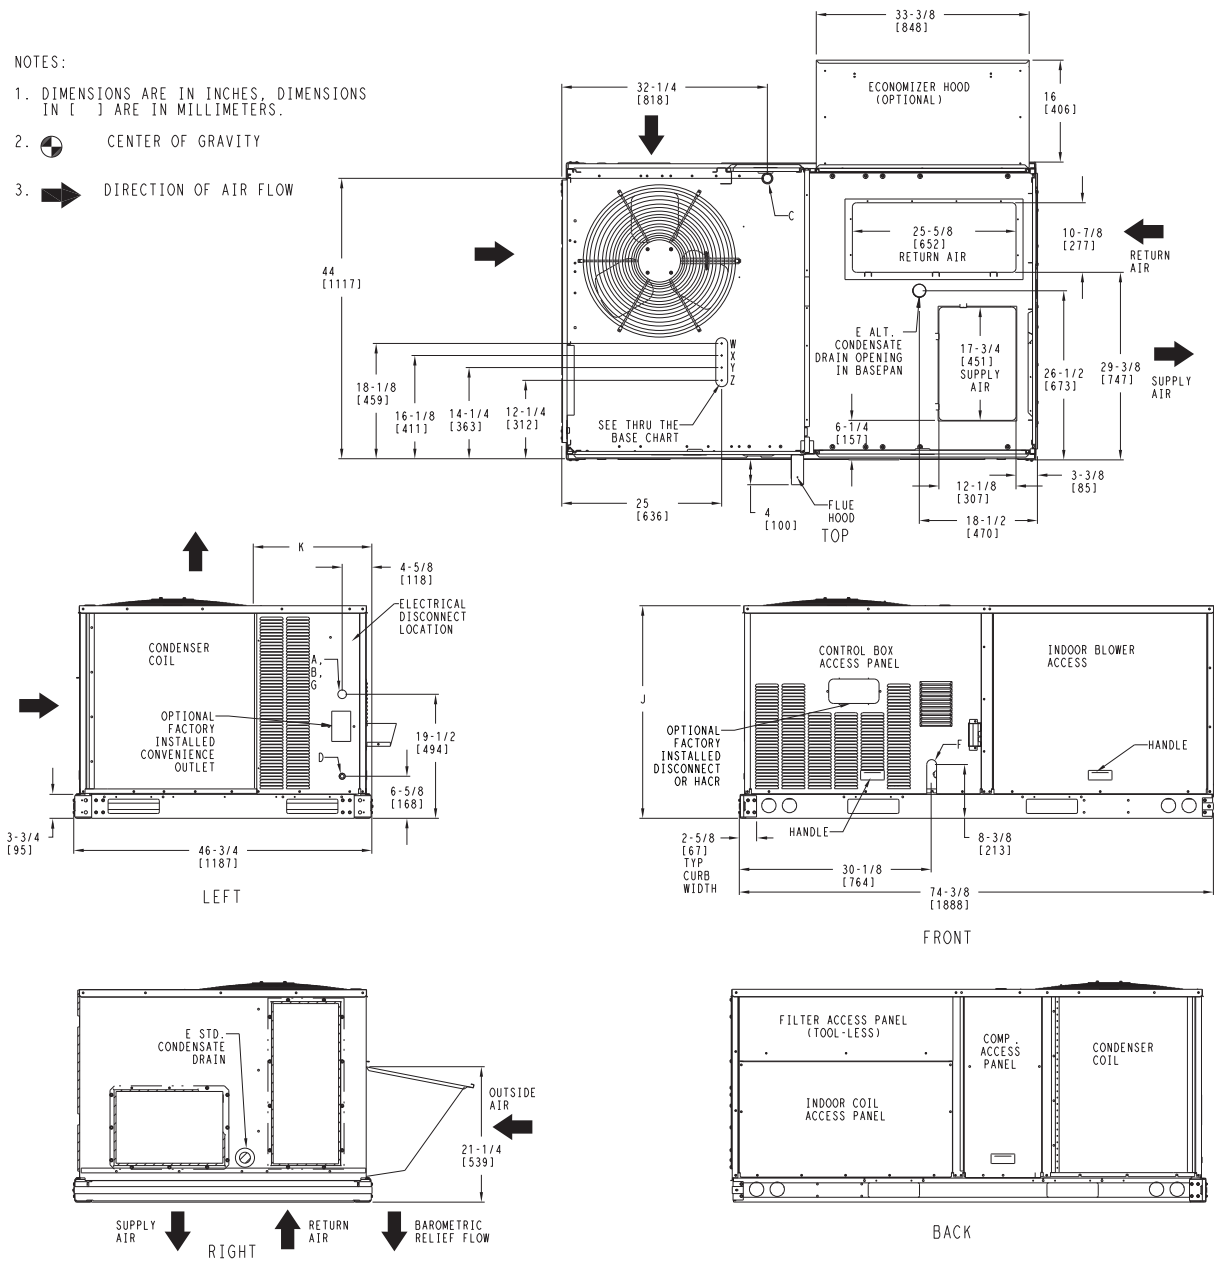 NOTES:
1. DIMENSIONS ARE IN INCHES, DIMENSIONS
IN [ ] ARE IN MILLIMETERS.
2. CENTER OF GRAVITY
3. DIRECTION OF AIR FLOW
33-3/8
[848]
32-1/4
[818]
ECONOMIZER HOOD
(OPTIONAL)
16
[406]
C
44
[1117]
25-5/8
[652]
RETURN AIR
10-7/8
[277]
RETURN
AIR
W
X
Y
Z
E ALT.
CONDENSATE
DRAIN OPENING
IN BASEPAN
17-3/4
[451]
SUPPLY
AIR
26-1/2
[673]
29-3/8
[747]
SUPPLY
AIR
18-1/8
[459]
16-1/8
[411]
14-1/4
[363]
12-1/4
[312]
SEE THRU THE
BASE CHART
6-1/4
[157]
25
[636]
4
[100]
FLUE
HOOD
12-1/8
[307]
3-3/8
[85]
18-1/2
[470]
TOP
K
4-5/8
[118]
ELECTRICAL
DISCONNECT
LOCATION
CONDENSER
COIL
A,
B,
G
OPTIONAL
FACTORY
INSTALLED
CONVENIENCE
OUTLET
D
19-1/2
[494]
6-5/8
[168]
3-3/4
[95]
46-3/4
[1187]
LEFT
J
CONTROL BOX
ACCESS PANEL
INDOOR BLOWER
ACCESS
OPTIONAL
FACTORY
INSTALLED
DISCONNECT
OR HACR
F
HANDLE
HANDLE
2-5/8
[67]
TYP
CURB
WIDTH
8-3/8
[213]
30-1/8
[764]
74-3/8
[1888]
FRONT
E STD.
CONDENSATE
DRAIN
OUTSIDE
AIR
21-1/4
[539]
SUPPLY
AIR
RETURN
AIR
BAROMETRIC
RELIEF FLOW
RIGHT
FILTER ACCESS PANEL
(TOOL-LESS)
COMP.
ACCESS
PANEL
CONDENSER
COIL
INDOOR COIL
ACCESS PANEL
BACK